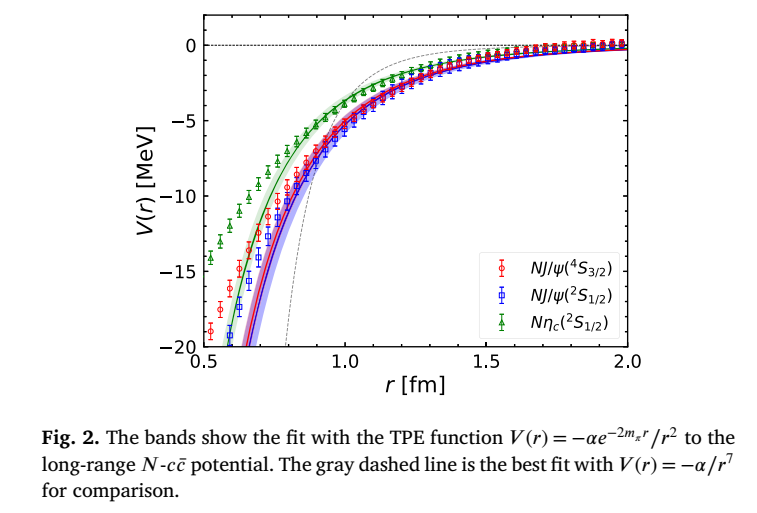 0
−5
−10
−15
−20
V(r) [MeV]
NJ/ψ(⁴S₃/₂)
NJ/ψ(²S₁/₂)
Nη_c(²S₁/₂)
0.5 1.0 1.5 2.0
r [fm]
Fig. 2. The bands show the fit with the TPE function V(r) = −αe^{−2m_π r}/r² to the
long-range N-cc̄ potential. The gray dashed line is the best fit with V(r) = −α/r⁷
for comparison.